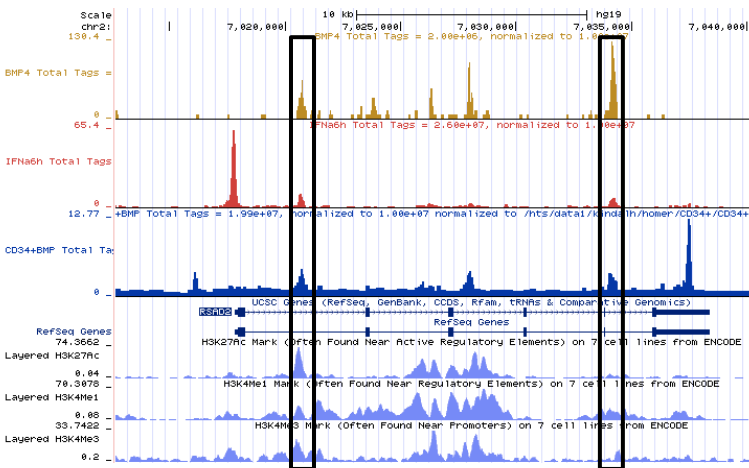 Scale 10 kb hg19
chr2: 7,020,000 7,025,000 7,030,000 7,035,000 7,040,000
130.4 _ BMP4 Total Tags = 2.00e+06, normalized to 1.00e+07
BMP4 Total Tags =
0 _
65.4 _ IFNa6h Total Tags = 2.60e+07, normalized to 1.00e+07
IFNa6h Total Tags
0 _
12.77 _ +BMP Total Tags = 1.99e+07, normalized to 1.00e+07 normalized to /hts/data1/kandalh/homer/CD34+/CD34+
CD34+BMP Total Ta
0 _
UCSC Genes (RefSeq, GenBank, CCDS, Rfam, tRNAs & Comparative Genomics)
RSAD2
RefSeq Genes
RefSeq Genes
74.3662 _ H3K27Ac Mark (Often Found Near Active Regulatory Elements) on 7 cell lines from ENCODE
Layered H3K27Ac
0.04 _
70.3078 _ H3K4Me1 Mark (Often Found Near Regulatory Elements) on 7 cell lines from ENCODE
Layered H3K4Me1
0.08 _
33.7422 _ H3K4Me3 Mark (Often Found Near Promoters) on 7 cell lines from ENCODE
Layered H3K4Me3
0.2 _